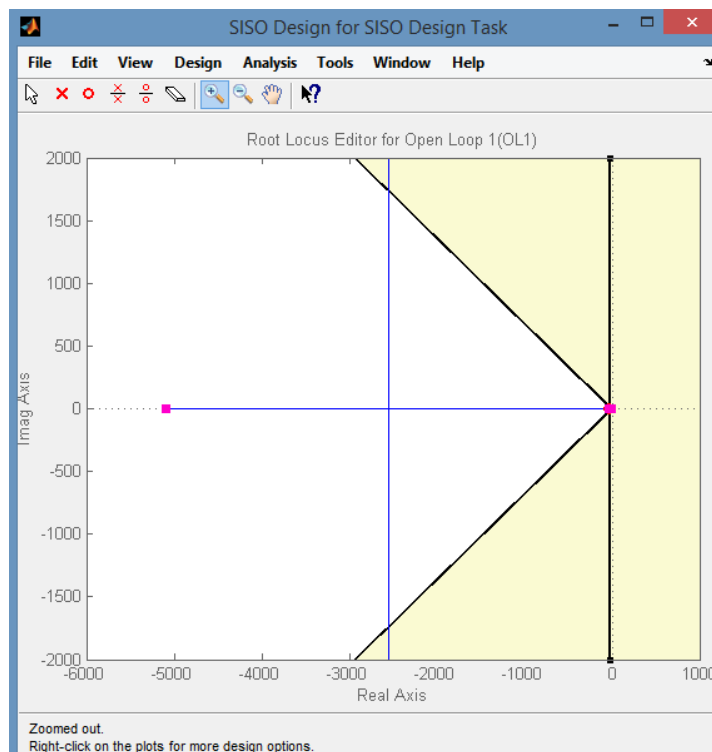 SISO Design for SISO Design Task
File Edit View Design Analysis Tools Window Help
Root Locus Editor for Open Loop 1(OL1)
2000
1500
1000
500
0
-500
-1000
-1500
-2000
Imag Axis
-6000 -5000 -4000 -3000 -2000 -1000 0 1000
Real Axis
Zoomed out.
Right-click on the plots for more design options.